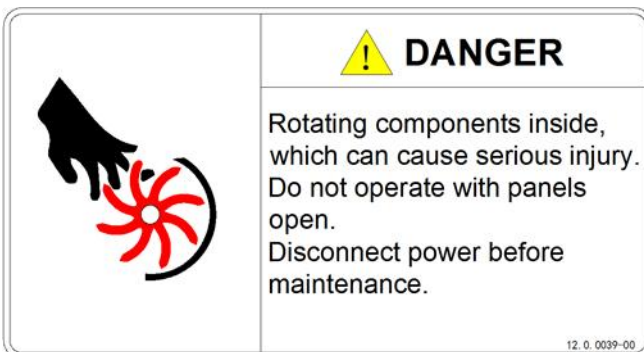 DANGER
Rotating components inside,
which can cause serious injury.
Do not operate with panels
open.
Disconnect power before
maintenance.
12.0.0039-00